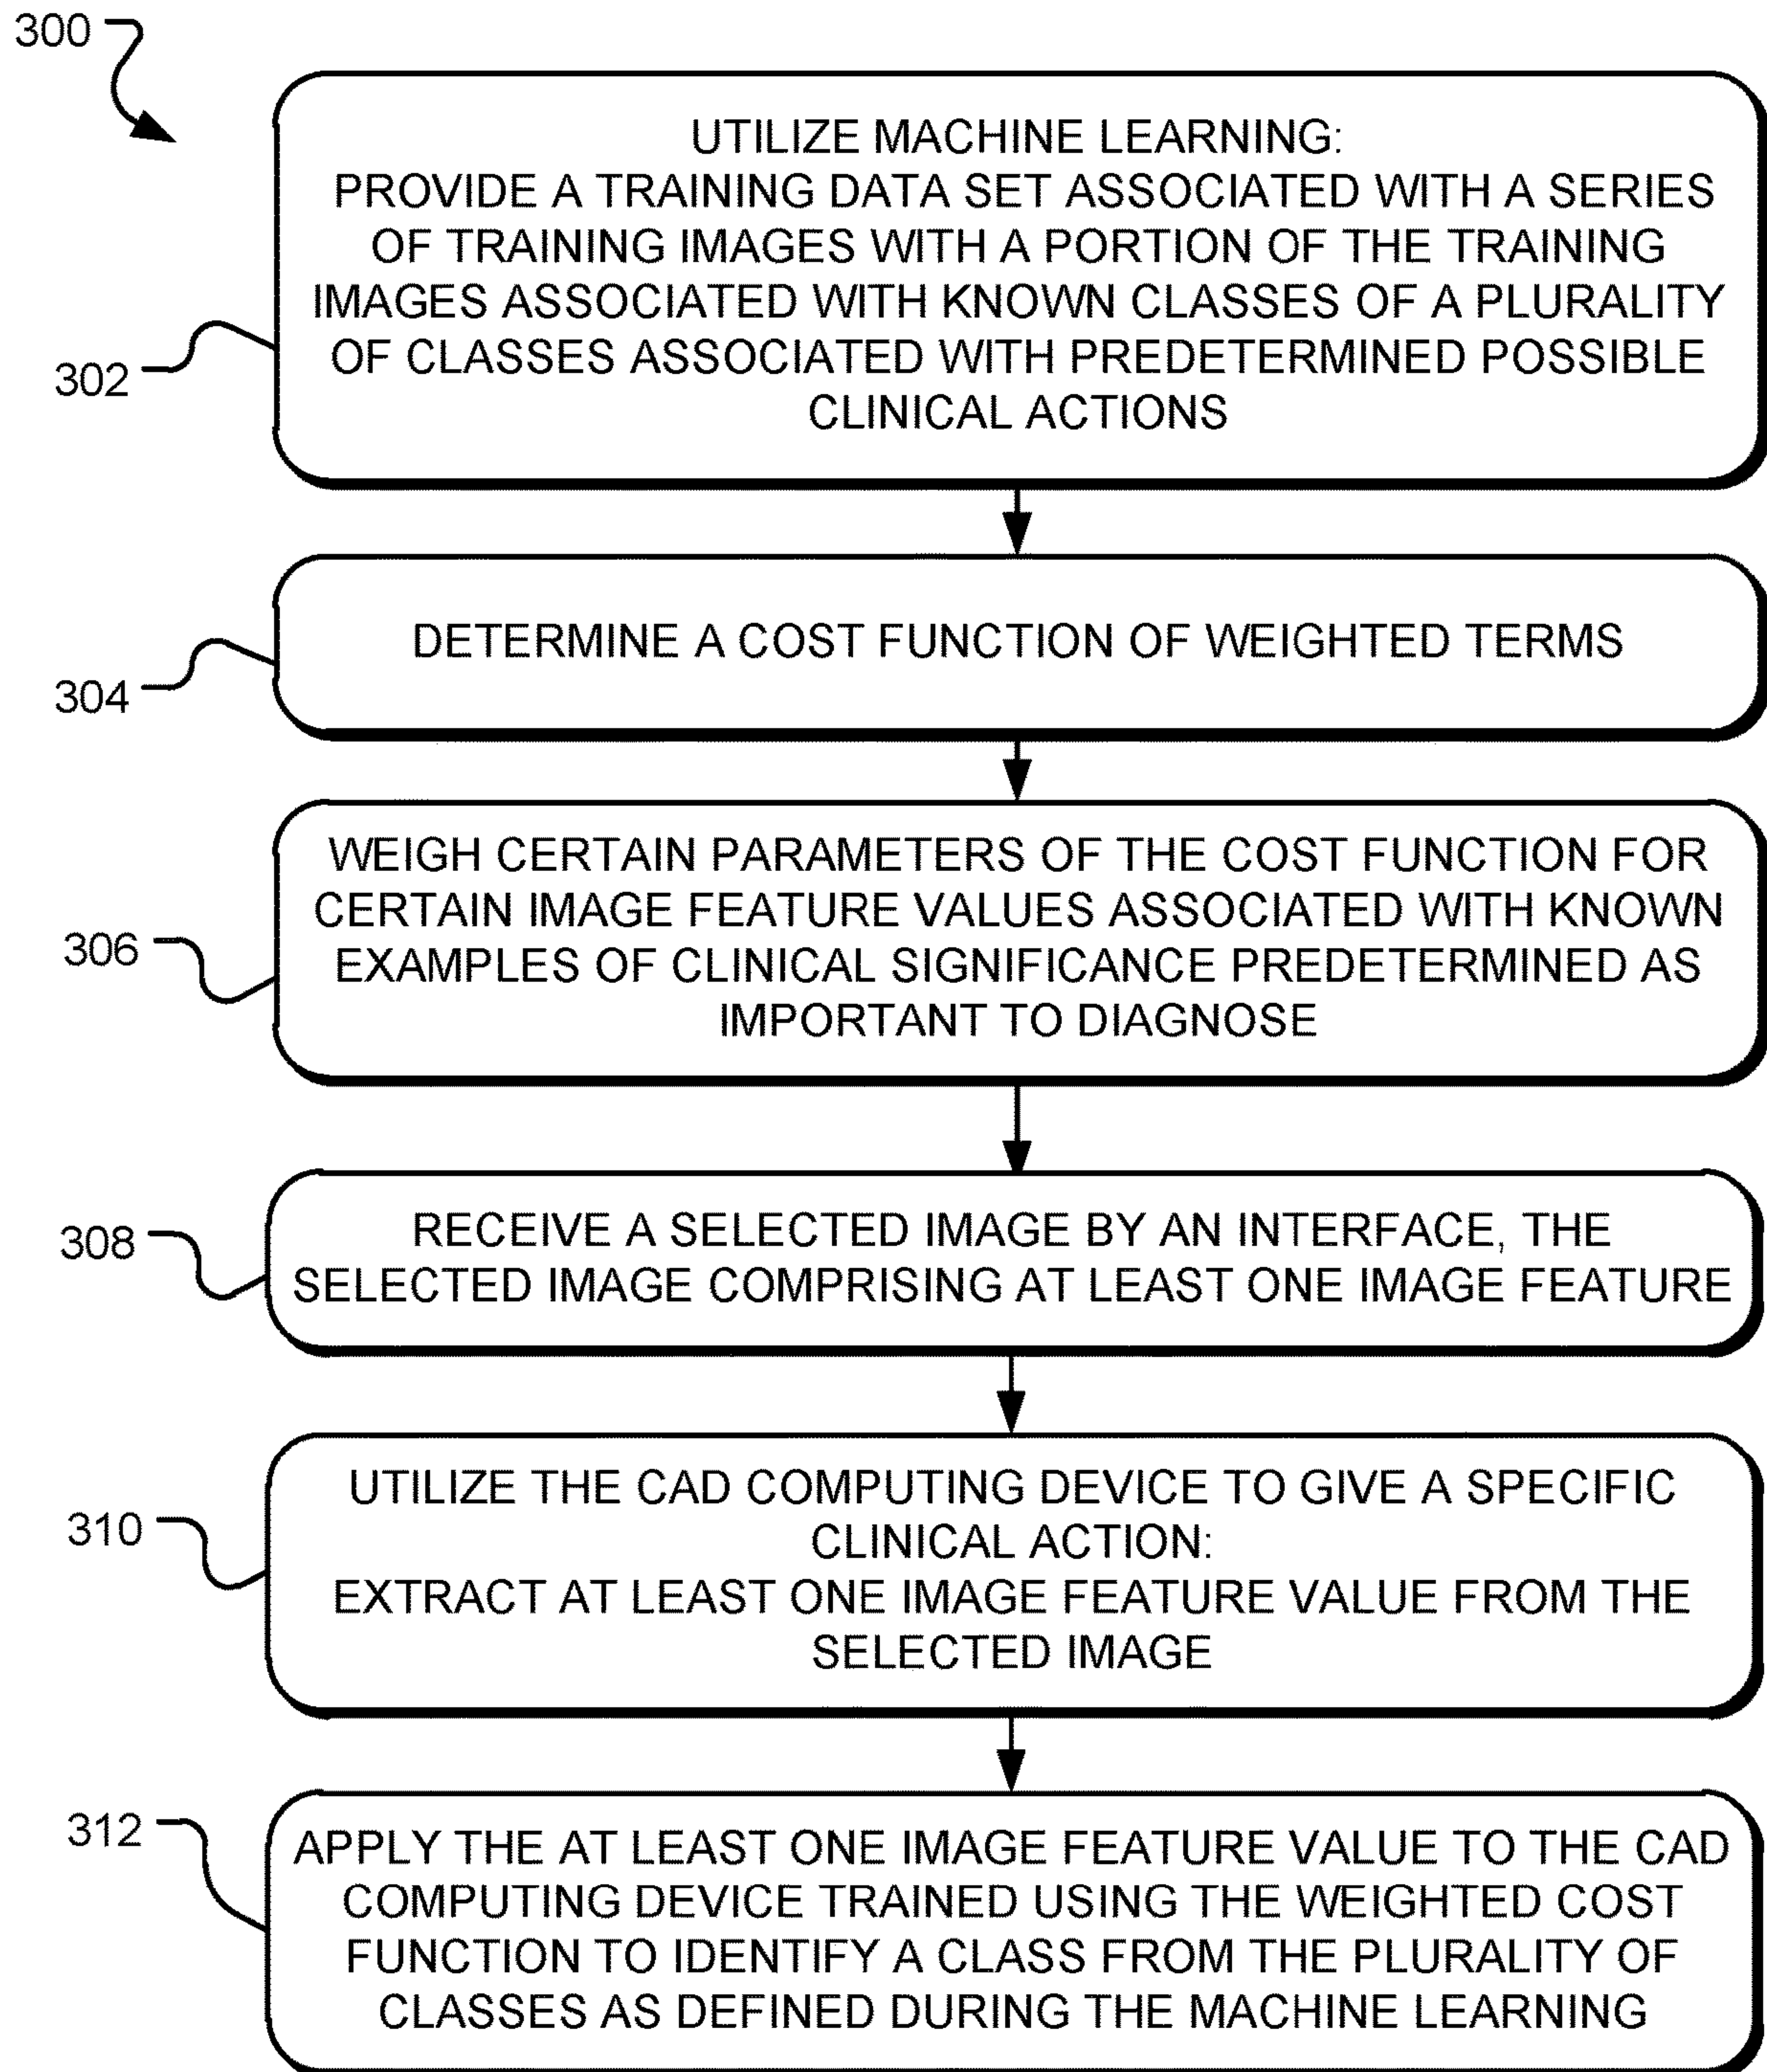 300
UTILIZE MACHINE LEARNING:
PROVIDE A TRAINING DATA SET ASSOCIATED WITH A SERIES
OF TRAINING IMAGES WITH A PORTION OF THE TRAINING
IMAGES ASSOCIATED WITH KNOWN CLASSES OF A PLURALITY
OF CLASSES ASSOCIATED WITH PREDETERMINED POSSIBLE
CLINICAL ACTIONS
302
DETERMINE A COST FUNCTION OF WEIGHTED TERMS
304
WEIGH CERTAIN PARAMETERS OF THE COST FUNCTION FOR
CERTAIN IMAGE FEATURE VALUES ASSOCIATED WITH KNOWN
EXAMPLES OF CLINICAL SIGNIFICANCE PREDETERMINED AS
IMPORTANT TO DIAGNOSE
306
RECEIVE A SELECTED IMAGE BY AN INTERFACE, THE
SELECTED IMAGE COMPRISING AT LEAST ONE IMAGE FEATURE
308
UTILIZE THE CAD COMPUTING DEVICE TO GIVE A SPECIFIC
CLINICAL ACTION:
EXTRACT AT LEAST ONE IMAGE FEATURE VALUE FROM THE
SELECTED IMAGE
310
APPLY THE AT LEAST ONE IMAGE FEATURE VALUE TO THE CAD
COMPUTING DEVICE TRAINED USING THE WEIGHTED COST
FUNCTION TO IDENTIFY A CLASS FROM THE PLURALITY OF
CLASSES AS DEFINED DURING THE MACHINE LEARNING
312